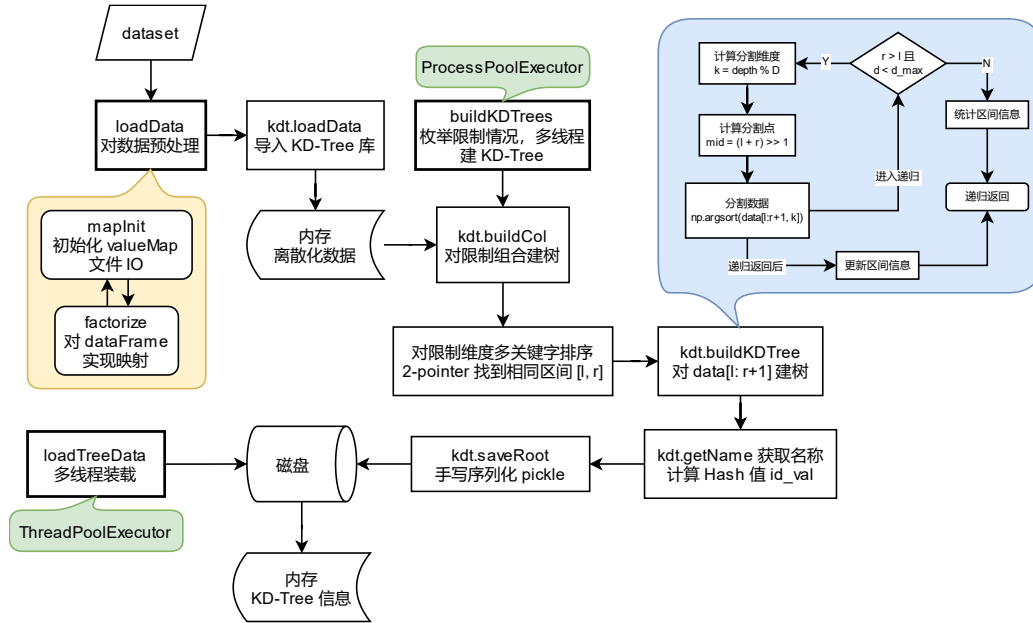 dataset
loadData
对数据预处理
kdt.loadData
导入 KD-Tree 库
mapInit
初始化 valueMap
文件 IO
factorize
对 dataFrame
实现映射
内存
离散化数据
ProcessPoolExecutor
buildKDTrees
枚举限制情况，多线程
建 KD-Tree
kdt.buildCol
对限制组合建树
对限制维度多关键字排序
2-pointer 找到相同区间 [l, r]
kdt.buildKDTree
对 data[l: r+1] 建树
计算分割维度
k = depth % D
Y
r > l 且
d < d_max
N
计算分割点
mid = (l + r) >> 1
统计区间信息
进入递归
分割数据
np.argsort(data[l:r+1, k])
递归返回
递归返回后
更新区间信息
kdt.getName 获取名称
计算 Hash 值 id_val
kdt.saveRoot
手写序列化 pickle
磁盘
loadTreeData
多线程装载
ThreadPoolExecutor
内存
KD-Tree 信息